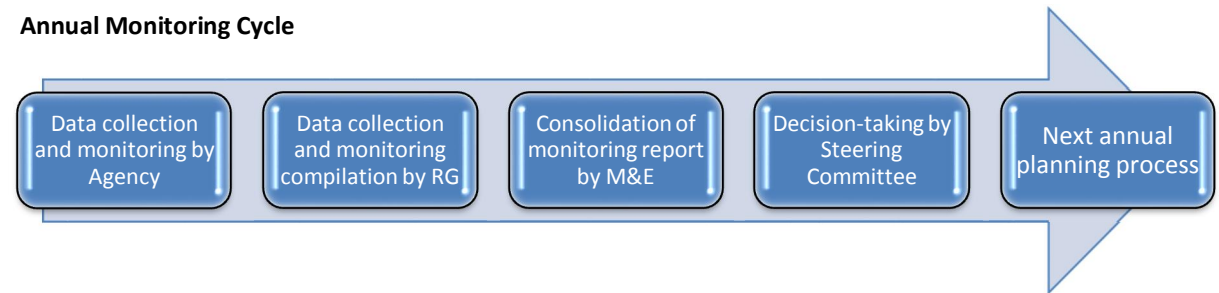 Annual Monitoring Cycle
Data collection
and monitoring by
Agency
Data collection
and monitoring
compilation by RG
Consolidation of
monitoring report
by M&E
Decision-taking by
Steering
Committee
Next annual
planning process